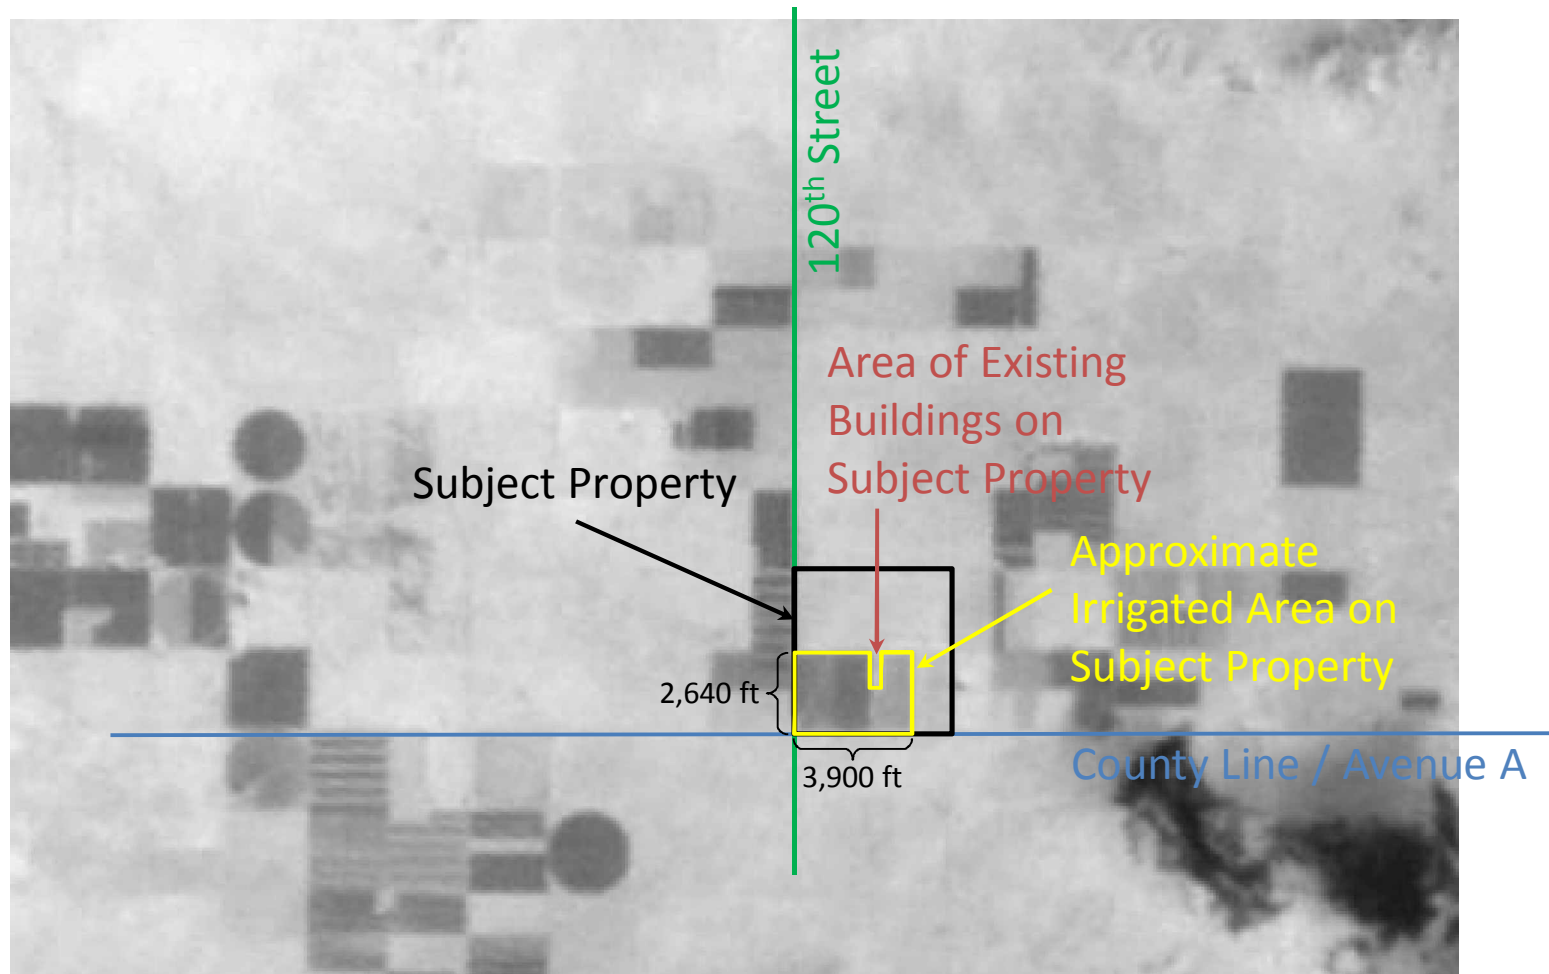 120th Street
Area of Existing
Buildings on
Subject Property
Subject Property
Approximate
Irrigated Area on
Subject Property
2,640 ft
3,900 ft
County Line / Avenue A